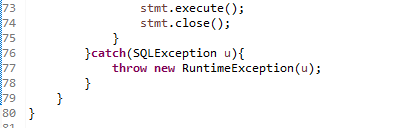 73 stmt.execute();
74 stmt.close();
75 }
76 }catch(SQLException u){
77 throw new RuntimeException(u);
78 }
79 }
80 }